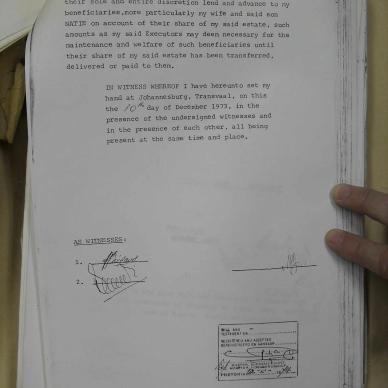 their sole and entire discretion lend and advance to my
beneficiaries, more particularly my wife and said son
NATIE on account of their share of my said estate, such
amounts as my said Executors may deem necessary for the
maintenance and welfare of such beneficiaries until
their share of my said estate has been transferred,
delivered or paid to them.
IN WITNESS WHEREOF I have hereunto set my
hand at Johannesburg, Transvaal, on this
the 10th day of December 1973, in the
presence of the undersigned witnesses and
in the presence of each other, all being
present at the same time and place.
AS WITNESSES:
1.
2.
REGISTERED AND ACCEPTED
PRETORIA